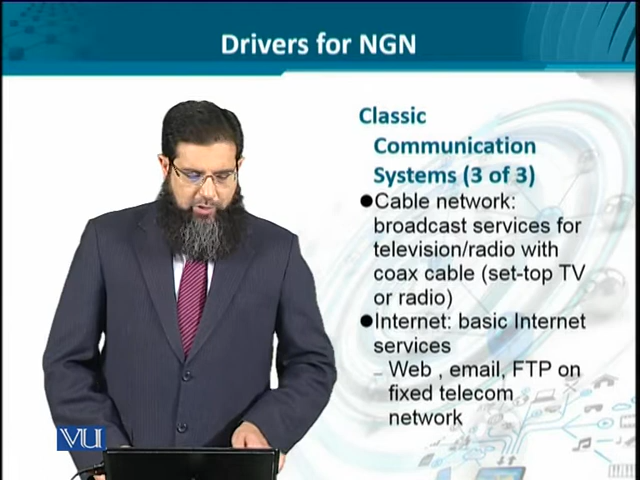 Drivers for NGN
Classic
Communication
Systems (3 of 3)
●Cable network:
broadcast services for
television/radio with
coax cable (set-top TV
or radio)
●Internet: basic Internet
services
– Web , email, FTP on
fixed telecom
network
VU